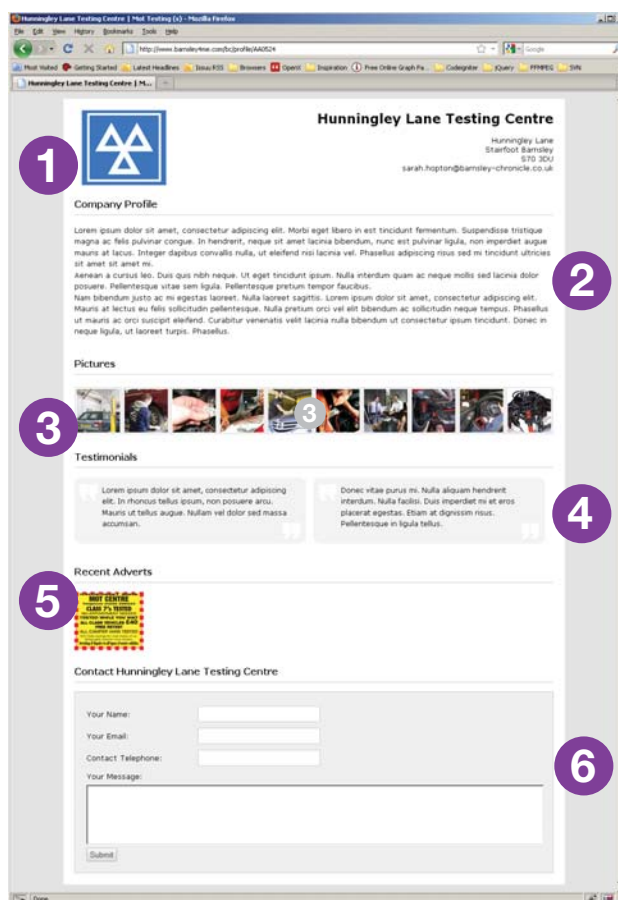 Hunningley Lane Testing Centre | Mot Testing (s) - Mozilla Firefox
File Edit View History Bookmarks Tools Help
http://www.barnsley4me.com/bc/profile/AA0524
Google
Most Visited Getting Started Latest Headlines Issuu RSS Browsers OpenX Inspiration Free Online Graph Pa... Codeigniter jQuery FFMPEG SVN
Hunningley Lane Testing Centre | M...
Hunningley Lane Testing Centre
Hunningley Lane
Stairfoot Barnsley
S70 3DU
sarah.hopton@barnsley-chronicle.co.uk
1
Company Profile
Lorem ipsum dolor sit amet, consectetur adipiscing elit. Morbi eget libero in est tincidunt fermentum. Suspendisse tristique
magna ac felis pulvinar congue. In hendrerit, neque sit amet lacinia bibendum, nunc est pulvinar ligula, non imperdiet augue
mauris at lacus. Integer dapibus convallis nulla, ut eleifend nisi lacinia vel. Phasellus adipiscing risus sed mi tincidunt ultricies
sit amet sit amet mi.
Aenean a cursus leo. Duis quis nibh neque. Ut eget tincidunt ipsum. Nulla interdum quam ac neque mollis sed lacinia dolor
posuere. Pellentesque vitae sem ligula. Pellentesque pretium tempor faucibus.
Nam bibendum justo ac mi egestas laoreet. Nulla laoreet sagittis. Lorem ipsum dolor sit amet, consectetur adipiscing elit.
Mauris at lectus eu felis sollicitudin pellentesque. Nulla pretium orci vel elit bibendum ac sollicitudin neque tempus. Phasellus
ut mauris ac orci suscipit eleifend. Curabitur venenatis velit lacinia nulla bibendum ut consectetur ipsum tincidunt. Donec in
neque ligula, ut laoreet turpis. Phasellus.
2
Pictures
3
3
Testimonials
Lorem ipsum dolor sit amet, consectetur adipiscing
elit. In rhoncus tellus ipsum, non posuere arcu.
Mauris ut tellus augue. Nullam vel dolor sed massa
accumsan.
Donec vitae purus mi. Nulla aliquam hendrerit
interdum. Nulla facilisi. Duis imperdiet mi et eros
placerat egestas. Etiam at dignissim risus.
Pellentesque in ligula tellus.
4
Recent Adverts
5
MOT CENTRE
CLASS 7's TESTED
Contact Hunningley Lane Testing Centre
Your Name:
Your Email:
Contact Telephone:
Your Message:
6
Submit
Done